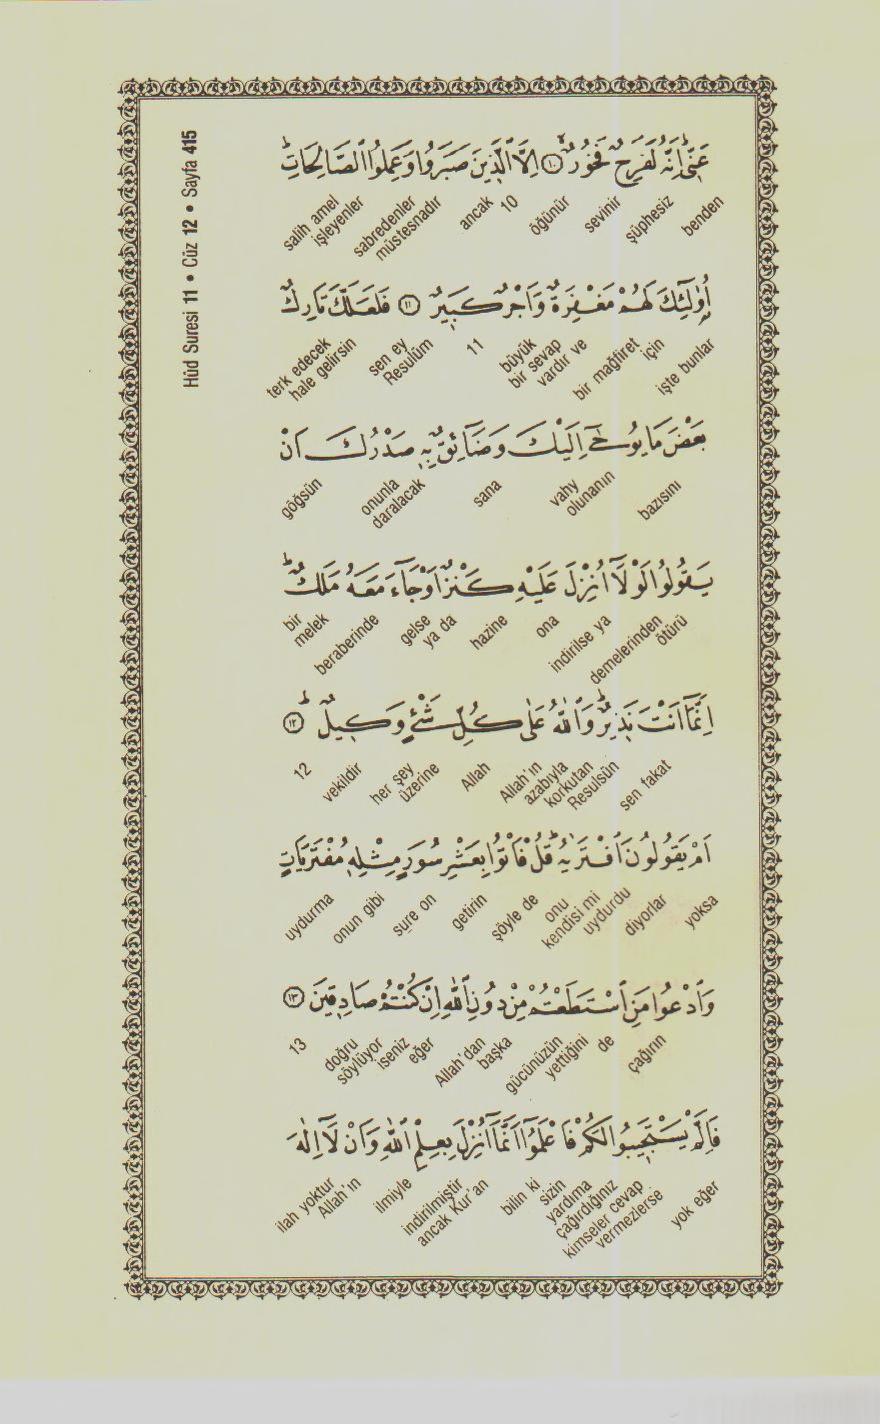 Hûd Suresi 11 • Cüz 12 • Sayfa 415
عَنّ۪يۜ اِنَّهُ لَفَرِحٌ فَخُورٌۙ ﴿١٠﴾ اِلَّا الَّذ۪ينَ صَبَرُوا وَعَمِلُوا الصَّالِحَاتِۜ
benden şüphesiz sevinir öğünür 10 ancak sabredenler müstesnadır salih amel işleyenler
اُو۬لٰٓئِكَ لَهُمْ مَغْفِرَةٌ وَاَجْرٌ كَب۪يرٌ ﴿١١﴾ فَلَعَلَّكَ تَارِكٌ
işte bunlar için bir mağfiret vardır ve bir sevap büyük 11 sen ey Resulüm terk edecek hale gelirsin
بَعْضَ مَا يُوحٰٓى اِلَيْكَ وَضَٓائِقٌ بِه۪ صَدْرُكَ اَنْ
bazısını vahy olunanın sana onunla daralacak göğsün
يَقُولُوا لَوْلَٓا اُنْزِلَ عَلَيْهِ كَنْزٌ اَوْ جَٓاءَ مَعَهُ مَلَكٌۜ
demelerinden ötürü indirilse ya ona hazine gelse ya da beraberinde bir melek
اِنَّمَٓا اَنْتَ نَذ۪يرٌۜ وَاللّٰهُ عَلٰى كُلِّ شَيْءٍ وَك۪يلٌۜ ﴿١٢﴾
sen fakat Allah'ın azabıyla korkutan Resulsün Allah her şey üzerine vekildir 12
اَمْ يَقُولُونَ افْتَرٰيهُۜ قُلْ فَأْتُوا بِعَشْرِ سُوَرٍ مِثْلِه۪ مُفْتَرَيَاتٍ
yoksa diyorlar onu kendisi mi uydurdu şöyle de getirin sure on onun gibi uydurma
وَادْعُوا مَنِ اسْتَطَعْتُمْ مِنْ دُونِ اللّٰهِ اِنْ كُنْتُمْ صَادِق۪ينَ ﴿١٣﴾
çağırın de gücünüzün yettiğini Allah'dan başka eğer doğru söylüyor iseniz 13
فَاِلَّمْ يَسْتَج۪يبُوا لَكُمْ فَاعْلَمُٓوا اَنَّمَٓا اُنْزِلَ بِعِلْمِ اللّٰهِ وَاَنْ لَٓا اِلٰهَ
yok eğer sizin yardıma çağırdığınız kimseler cevap vermezlerse bilin ki indirilmiştir ancak Kur'an ilmiyle ilah yoktur Allah'ın